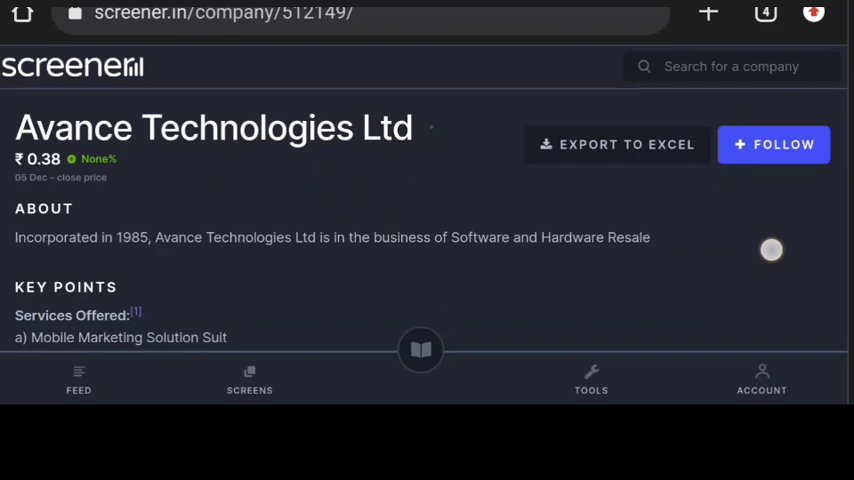 screener.in/company/512149/
4
screener
Search for a company
Avance Technologies Ltd
EXPORT TO EXCEL
FOLLOW
₹ 0.38 None%
05 Dec - close price
ABOUT
Incorporated in 1985, Avance Technologies Ltd is in the business of Software and Hardware Resale
KEY POINTS
Services Offered:[1]
a) Mobile Marketing Solution Suit
FEED
SCREENS
TOOLS
ACCOUNT